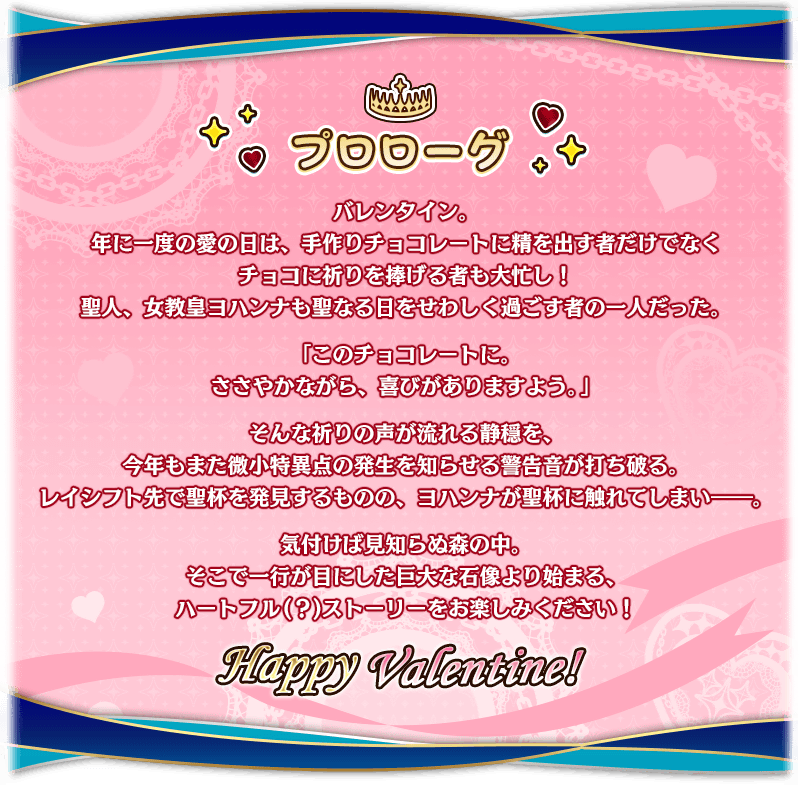 プロローグ
バレンタイン。
年に一度の愛の日は、手作りチョコレートに精を出す者だけでなく
チョコに祈りを捧げる者も大忙し！
聖人、女教皇ヨハンナも聖なる日をせわしく過ごす者の一人だった。
「このチョコレートに。
ささやかながら、喜びがありますよう。」
そんな祈りの声が流れる静穏を、
今年もまた微小特異点の発生を知らせる警告音が打ち破る。
レイシフト先で聖杯を発見するものの、ヨハンナが聖杯に触れてしまい――。
気付けば見知らぬ森の中。
そこで一行が目にした巨大な石像より始まる、
ハートフル(？)ストーリーをお楽しみください！
Happy Valentine!